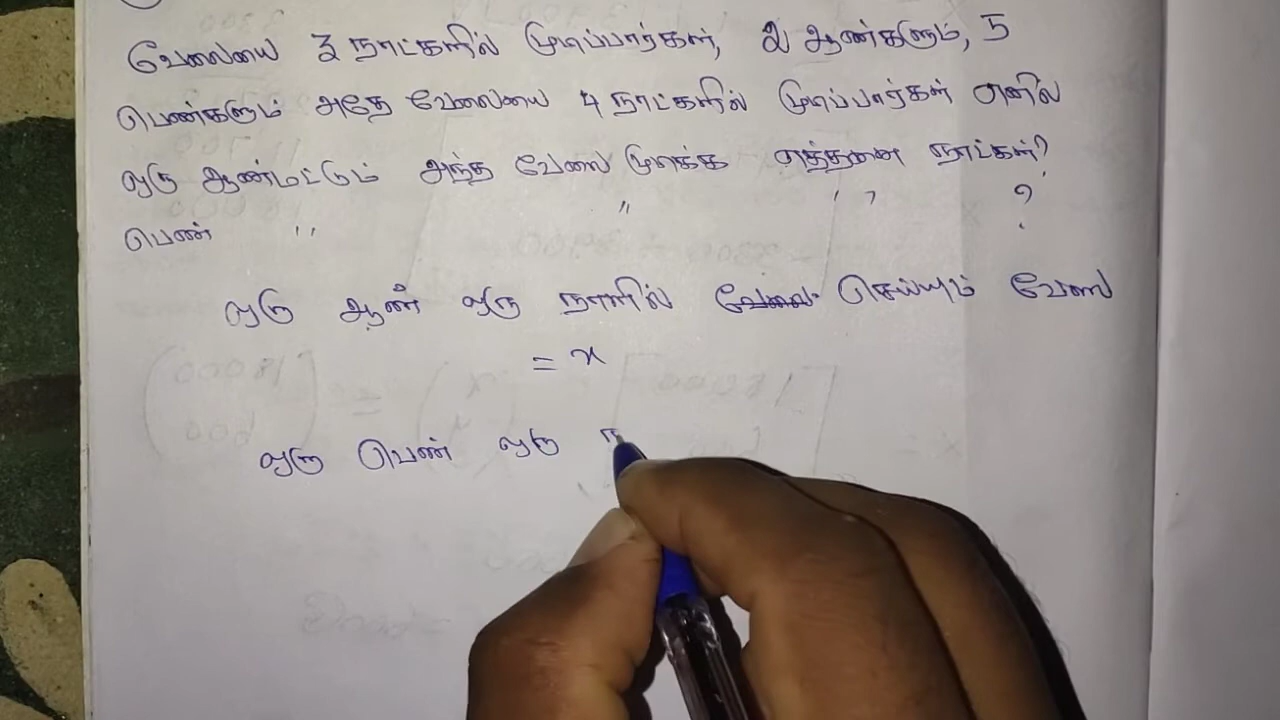 வேலையை 3 நாட்களில் முடிப்பார்கள், 2 ஆண்களும், 5
பெண்களும் அதே வேலையை 4 நாட்களில் முடிப்பார்கள் எனில்
ஒரு ஆண்மட்டும் அந்த வேலை முடிக்க எத்தனை நாட்கள்?
பெண் " " " ?
ஒரு ஆண் ஒரு நாளில் வேலை செய்யும் வேலை
= x
ஒரு பெண் ஒரு ந